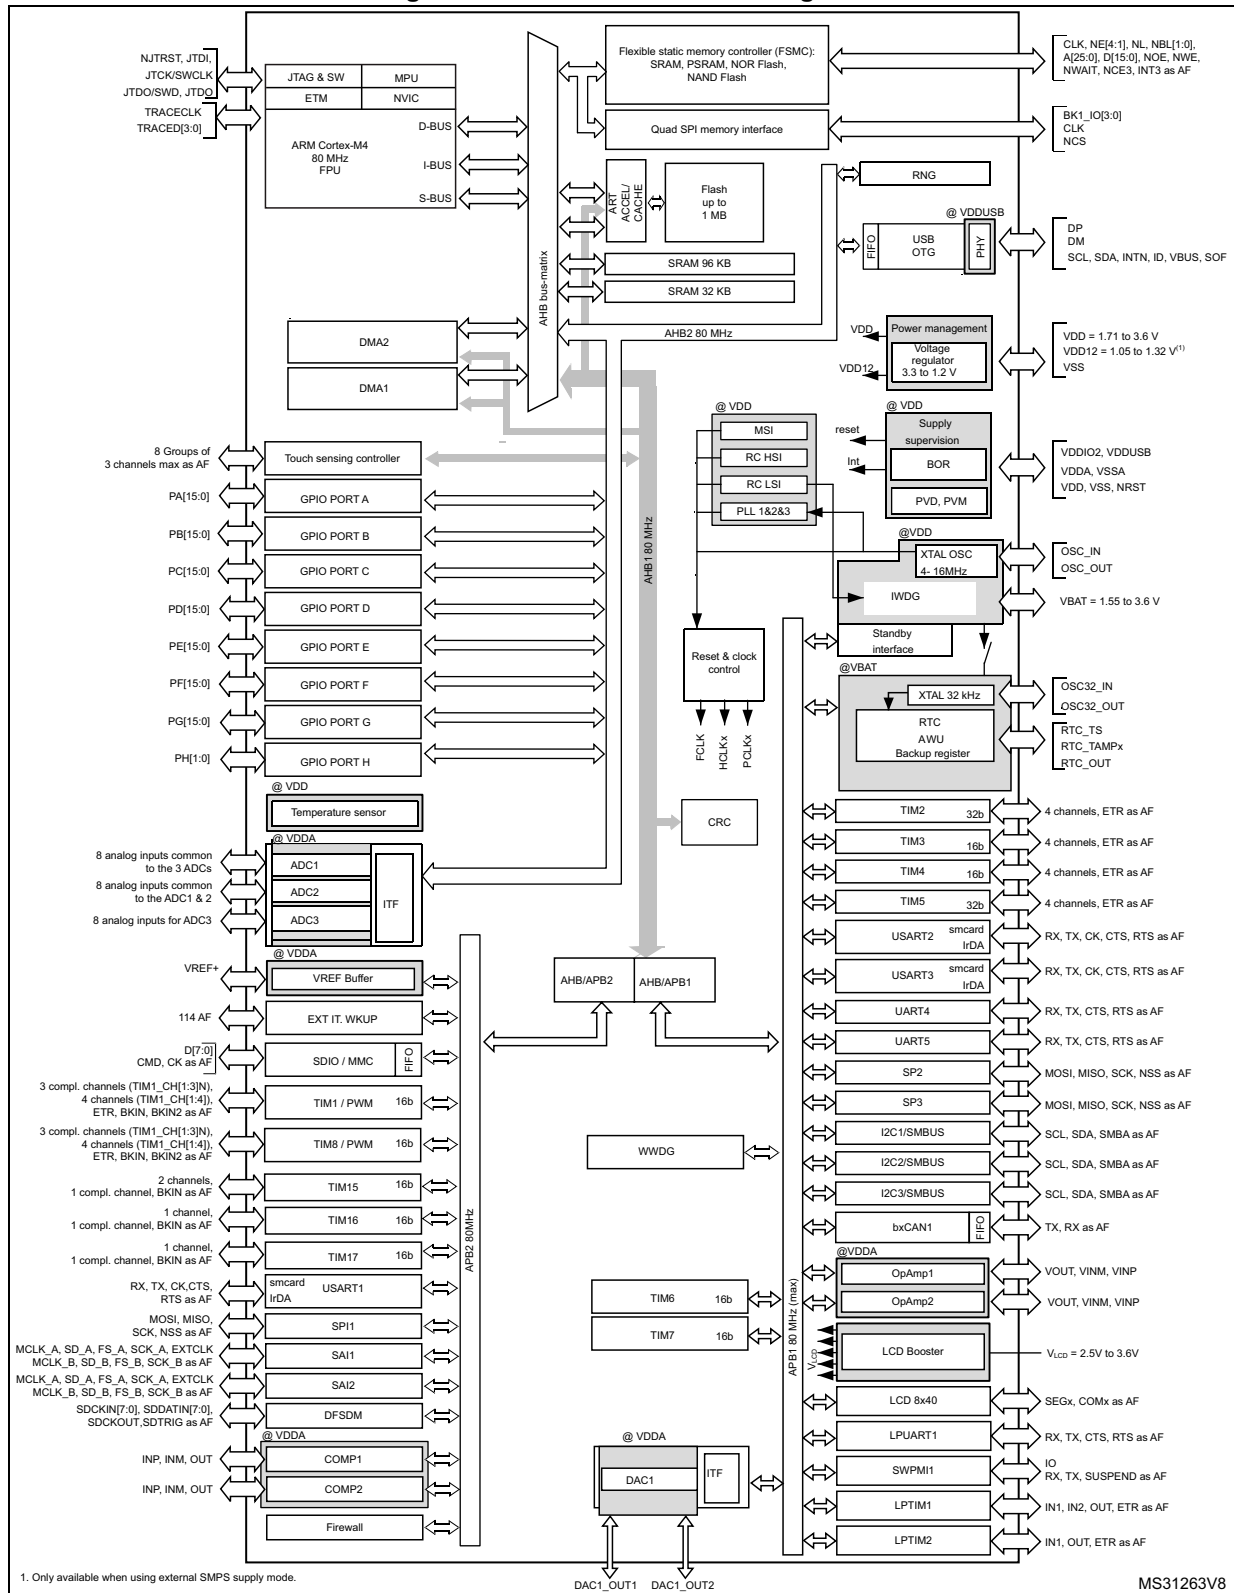 NJTRST, JTDI,
JTCK/SWCLK
JTDO/SWD, JTDO
TRACECLK
TRACED[3:0]
JTAG & SW
MPU
ETM
NVIC
ARM Cortex-M4
80 MHz
FPU
D-BUS
I-BUS
S-BUS
AHB bus-matrix
Flexible static memory controller (FSMC):
SRAM, PSRAM, NOR Flash,
NAND Flash
CLK, NE[4:1], NL, NBL[1:0],
A[25:0], D[15:0], NOE, NWE,
NWAIT, NCE3, INT3 as AF
Quad SPI memory interface
BK1_IO[3:0]
CLK
NCS
ART
ACCEL/
CACHE
Flash
up to
1 MB
RNG
@ VDDUSB
FIFO
USB
OTG
PHY
DP
DM
SCL, SDA, INTN, ID, VBUS, SOF
SRAM 96 KB
SRAM 32 KB
AHB2 80 MHz
DMA2
DMA1
VDD
Power management
Voltage
regulator
3.3 to 1.2 V
VDD12
VDD = 1.71 to 3.6 V
VDD12 = 1.05 to 1.32 V(1)
VSS
@ VDD
MSI
RC HSI
RC LSI
PLL 1&2&3
@ VDD
reset
Int
Supply
supervision
BOR
PVD, PVM
VDDIO2, VDDUSB
VDDA, VSSA
VDD, VSS, NRST
8 Groups of
3 channels max as AF
Touch sensing controller
PA[15:0]
GPIO PORT A
PB[15:0]
GPIO PORT B
PC[15:0]
GPIO PORT C
PD[15:0]
GPIO PORT D
PE[15:0]
GPIO PORT E
PF[15:0]
GPIO PORT F
PG[15:0]
GPIO PORT G
PH[1:0]
GPIO PORT H
AHB1 80 MHz
@VDD
XTAL OSC
4- 16MHz
IWDG
OSC_IN
OSC_OUT
VBAT = 1.55 to 3.6 V
Standby
interface
Reset & clock
control
FCLK
HCLKx
PCLKx
@VBAT
XTAL 32 kHz
RTC
AWU
Backup register
OSC32_IN
OSC32_OUT
RTC_TS
RTC_TAMPx
RTC_OUT
@ VDD
Temperature sensor
CRC
@ VDDA
8 analog inputs common
to the 3 ADCs
ADC1
8 analog inputs common
to the ADC1 & 2
ADC2
8 analog inputs for ADC3
ADC3
ITF
@ VDDA
VREF+
VREF Buffer
AHB/APB2
AHB/APB1
114 AF
EXT IT. WKUP
D[7:0]
CMD, CK as AF
SDIO / MMC
FIFO
3 compl. channels (TIM1_CH[1:3]N),
4 channels (TIM1_CH[1:4]),
ETR, BKIN, BKIN2 as AF
TIM1 / PWM
16b
3 compl. channels (TIM1_CH[1:3]N),
4 channels (TIM1_CH[1:4]),
ETR, BKIN, BKIN2 as AF
TIM8 / PWM
16b
2 channels,
1 compl. channel, BKIN as AF
TIM15
16b
1 channel,
1 compl. channel, BKIN as AF
TIM16
16b
1 channel,
1 compl. channel, BKIN as AF
TIM17
16b
RX, TX, CK,CTS,
RTS as AF
smcard
IrDA
USART1
MOSI, MISO,
SCK, NSS as AF
SPI1
MCLK_A, SD_A, FS_A, SCK_A, EXTCLK
MCLK_B, SD_B, FS_B, SCK_B as AF
SAI1
MCLK_A, SD_A, FS_A, SCK_A, EXTCLK
MCLK_B, SD_B, FS_B, SCK_B as AF
SAI2
SDCKIN[7:0], SDDATIN[7:0],
SDCKOUT,SDTRIG as AF
DFSDM
@ VDDA
INP, INM, OUT
COMP1
INP, INM, OUT
COMP2
Firewall
APB2 80MHz
WWDG
TIM6
16b
TIM7
16b
@ VDDA
DAC1
ITF
DAC1_OUT1
DAC1_OUT2
APB1 80 MHz (max)
TIM2
32b
4 channels, ETR as AF
TIM3
16b
4 channels, ETR as AF
TIM4
16b
4 channels, ETR as AF
TIM5
32b
4 channels, ETR as AF
USART2
smcard
IrDA
RX, TX, CK, CTS, RTS as AF
USART3
smcard
IrDA
RX, TX, CK, CTS, RTS as AF
UART4
RX, TX, CTS, RTS as AF
UART5
RX, TX, CTS, RTS as AF
SP2
MOSI, MISO, SCK, NSS as AF
SP3
MOSI, MISO, SCK, NSS as AF
I2C1/SMBUS
SCL, SDA, SMBA as AF
I2C2/SMBUS
SCL, SDA, SMBA as AF
I2C3/SMBUS
SCL, SDA, SMBA as AF
bxCAN1
FIFO
TX, RX as AF
@VDDA
OpAmp1
VOUT, VINM, VINP
OpAmp2
VOUT, VINM, VINP
VLCD
LCD Booster
VLCD = 2.5V to 3.6V
LCD 8x40
SEGx, COMx as AF
LPUART1
RX, TX, CTS, RTS as AF
SWPMI1
IO
RX, TX, SUSPEND as AF
LPTIM1
IN1, IN2, OUT, ETR as AF
LPTIM2
IN1, OUT, ETR as AF
1. Only available when using external SMPS supply mode.
MS31263V8